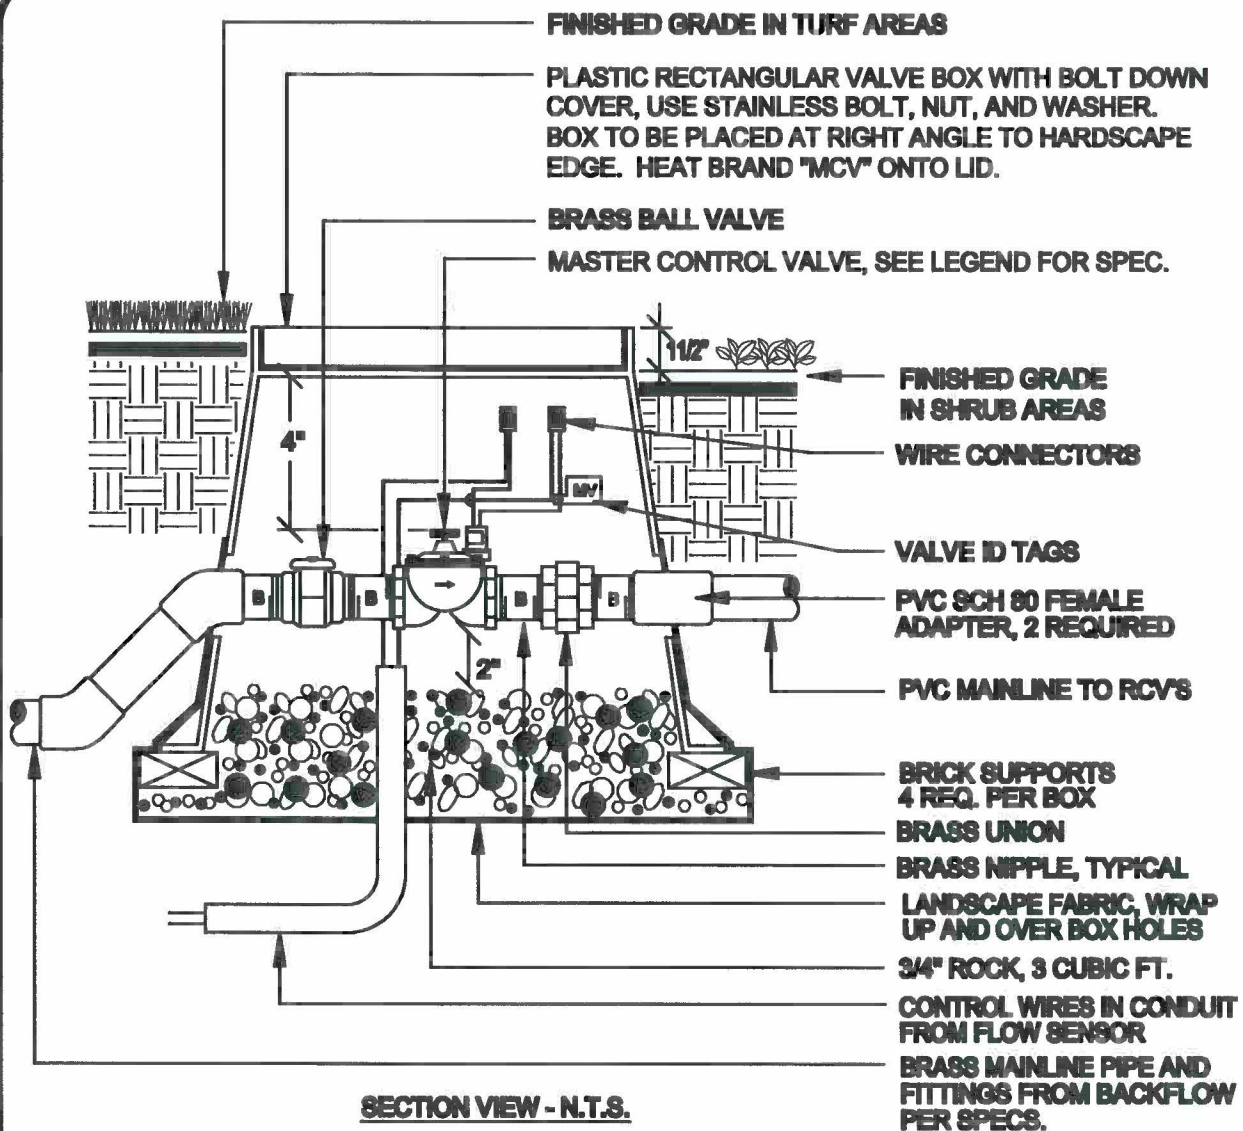 FINISHED GRADE IN TURF AREAS
PLASTIC RECTANGULAR VALVE BOX WITH BOLT DOWN
COVER, USE STAINLESS BOLT, NUT, AND WASHER.
BOX TO BE PLACED AT RIGHT ANGLE TO HARDSCAPE
EDGE. HEAT BRAND "MCV" ONTO LID.
BRASS BALL VALVE
MASTER CONTROL VALVE, SEE LEGEND FOR SPEC.
1 1/2"
FINISHED GRADE
IN SHRUB AREAS
4"
WIRE CONNECTORS
MV
VALVE ID TAGS
B B B B
PVC SCH 80 FEMALE
ADAPTER, 2 REQUIRED
2"
PVC MAINLINE TO RCV'S
BRICK SUPPORTS
4 REQ. PER BOX
BRASS UNION
BRASS NIPPLE, TYPICAL
LANDSCAPE FABRIC, WRAP
UP AND OVER BOX HOLES
3/4" ROCK, 3 CUBIC FT.
CONTROL WIRES IN CONDUIT
FROM FLOW SENSOR
BRASS MAINLINE PIPE AND
FITTINGS FROM BACKFLOW
PER SPECS.
SECTION VIEW - N.T.S.